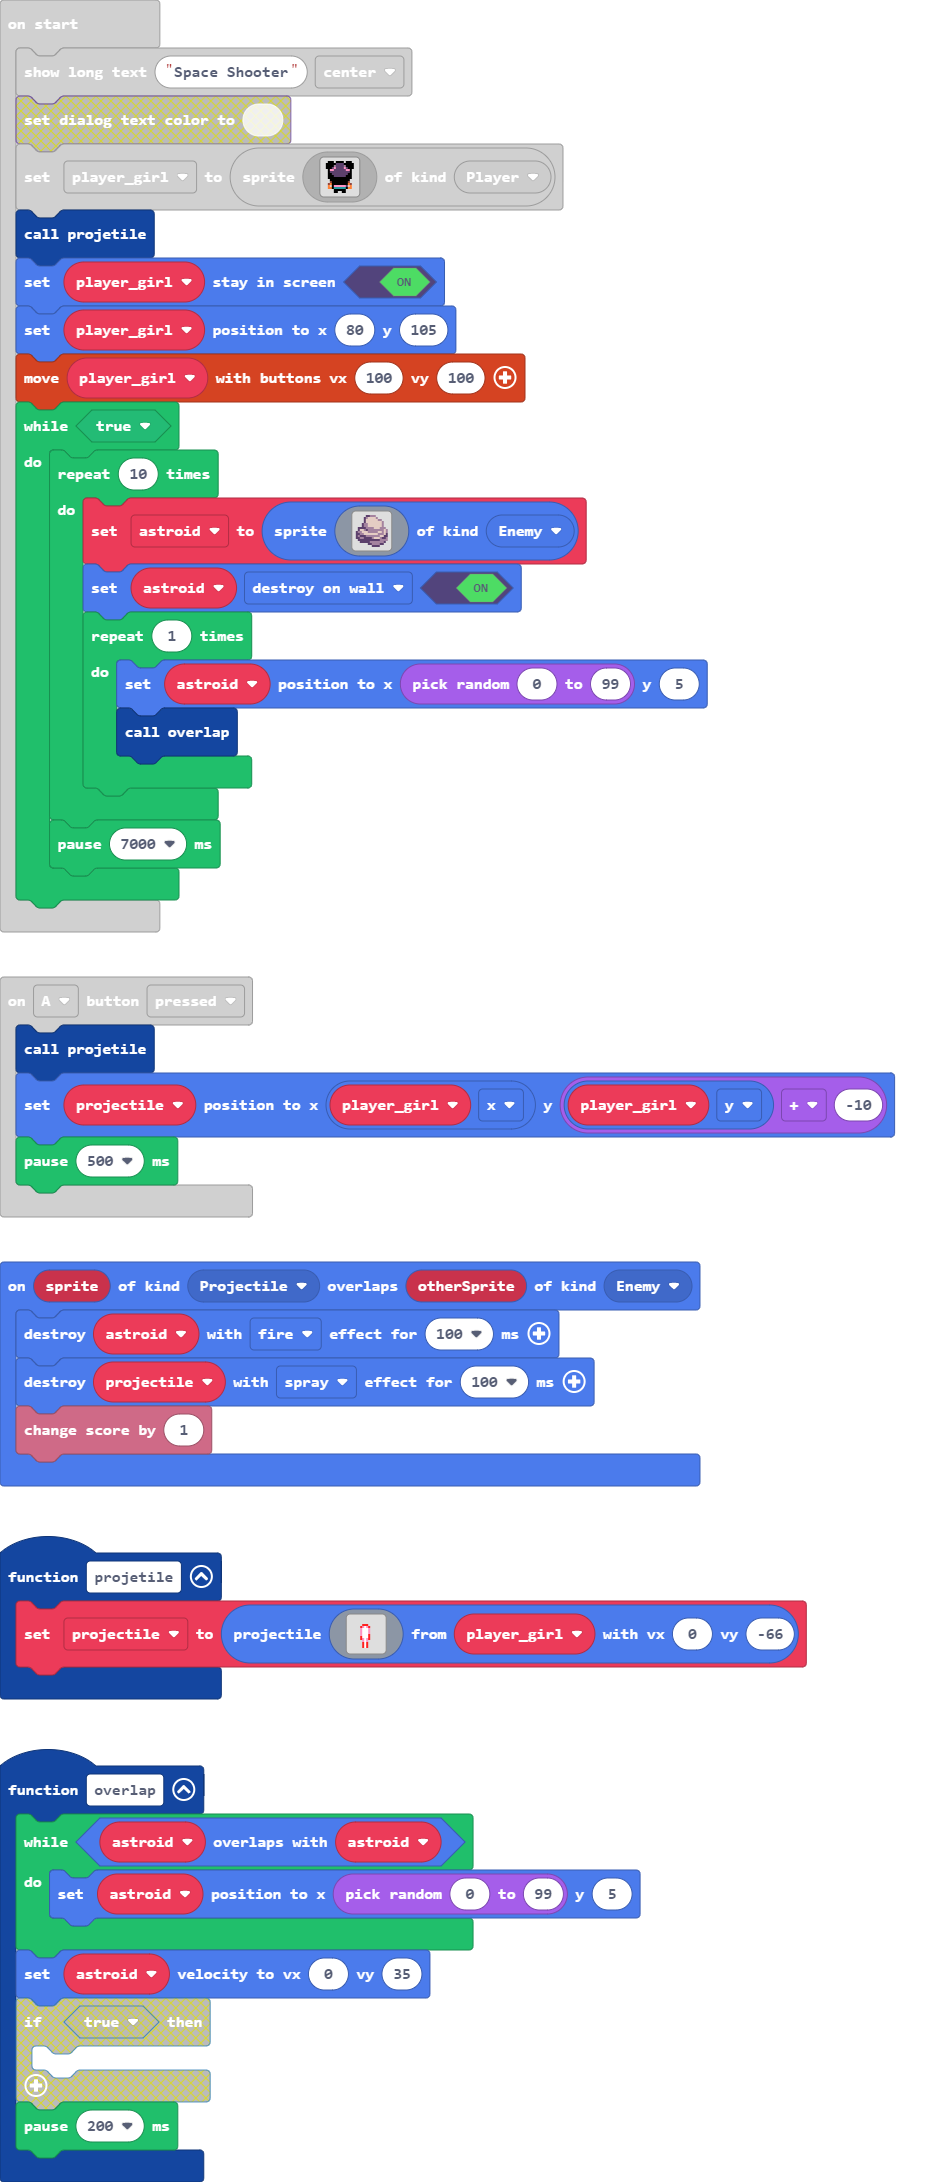 on start
show long text "Space Shooter" center
set dialog text color to
set player_girl to sprite of kind Player
call projetile
set player_girl stay in screen ON
set player_girl position to x 80 y 105
move player_girl with buttons vx 100 vy 100
while true
do
repeat 10 times
do
set astroid to sprite of kind Enemy
set astroid destroy on wall ON
repeat 1 times
do
set astroid position to x pick random 0 to 99 y 5
call overlap
pause 7000 ms
on A button pressed
call projetile
set projectile position to x player_girl x y player_girl y + -10
pause 500 ms
on sprite of kind Projectile overlaps otherSprite of kind Enemy
destroy astroid with fire effect for 100 ms
destroy projectile with spray effect for 100 ms
change score by 1
function projetile
set projectile to projectile from player_girl with vx 0 vy -66
function overlap
while astroid overlaps with astroid
do
set astroid position to x pick random 0 to 99 y 5
set astroid velocity to vx 0 vy 35
if true then
pause 200 ms